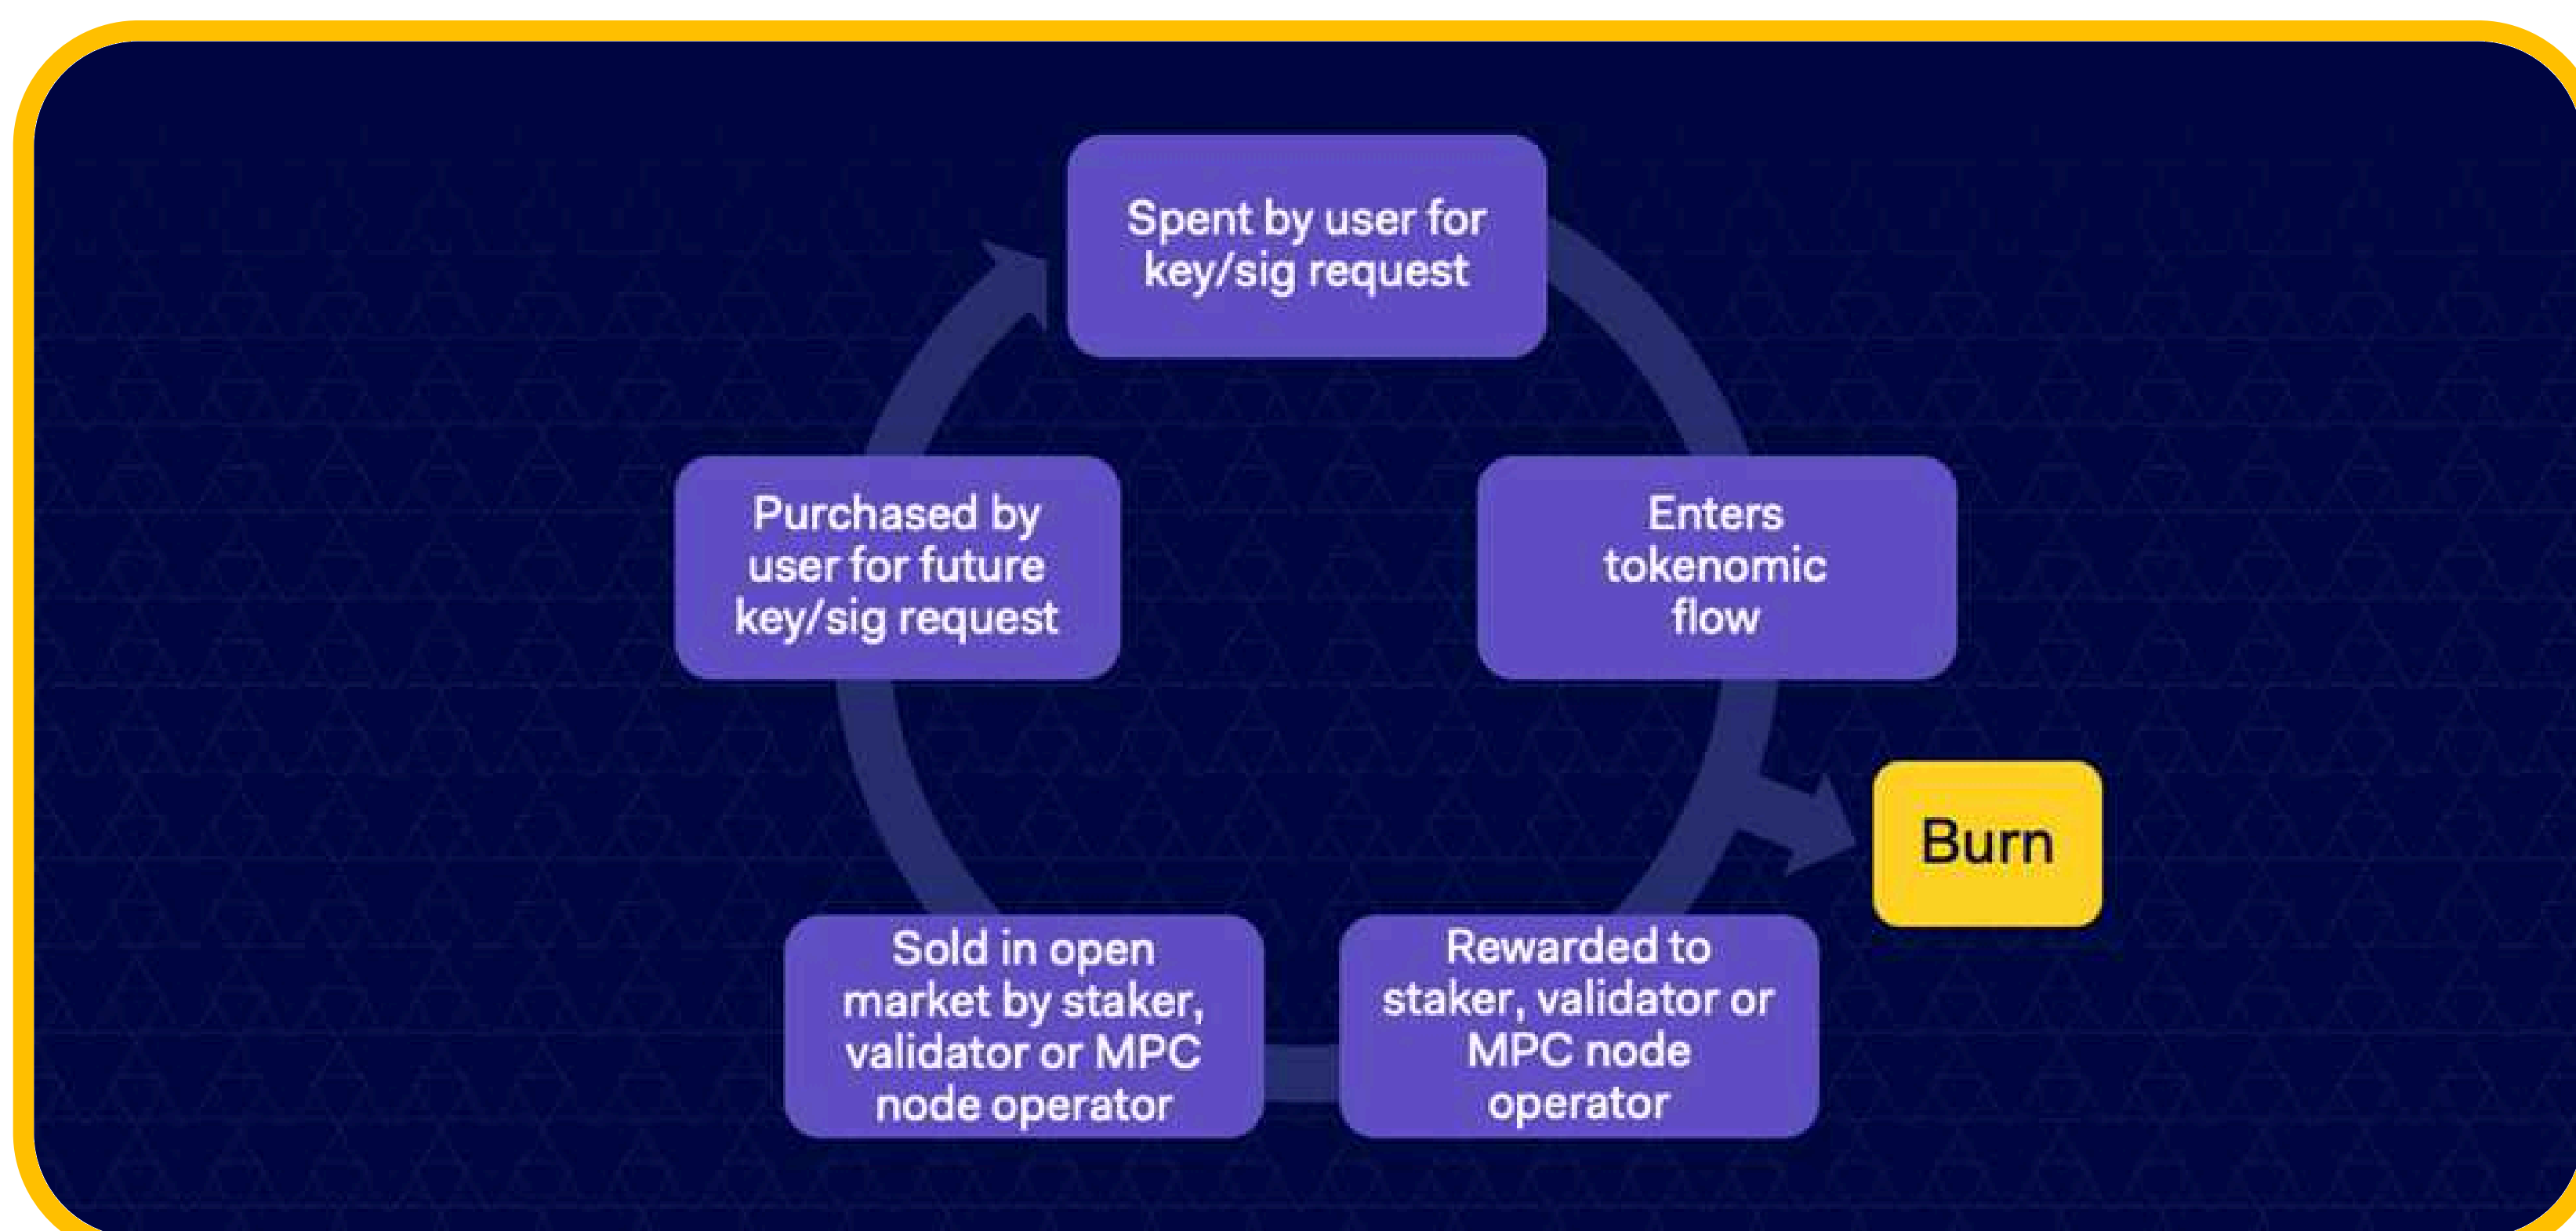 Spent by user for
key/sig request
Purchased by
user for future
key/sig request
Enters
tokenomic
flow
Burn
Sold in open
market by staker,
validator or MPC
node operator
Rewarded to
staker, validator or
MPC node
operator